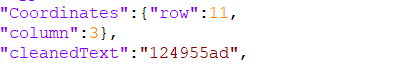 "Coordinates":{"row":11,
"column":3},
"cleanedText":"124955ad",